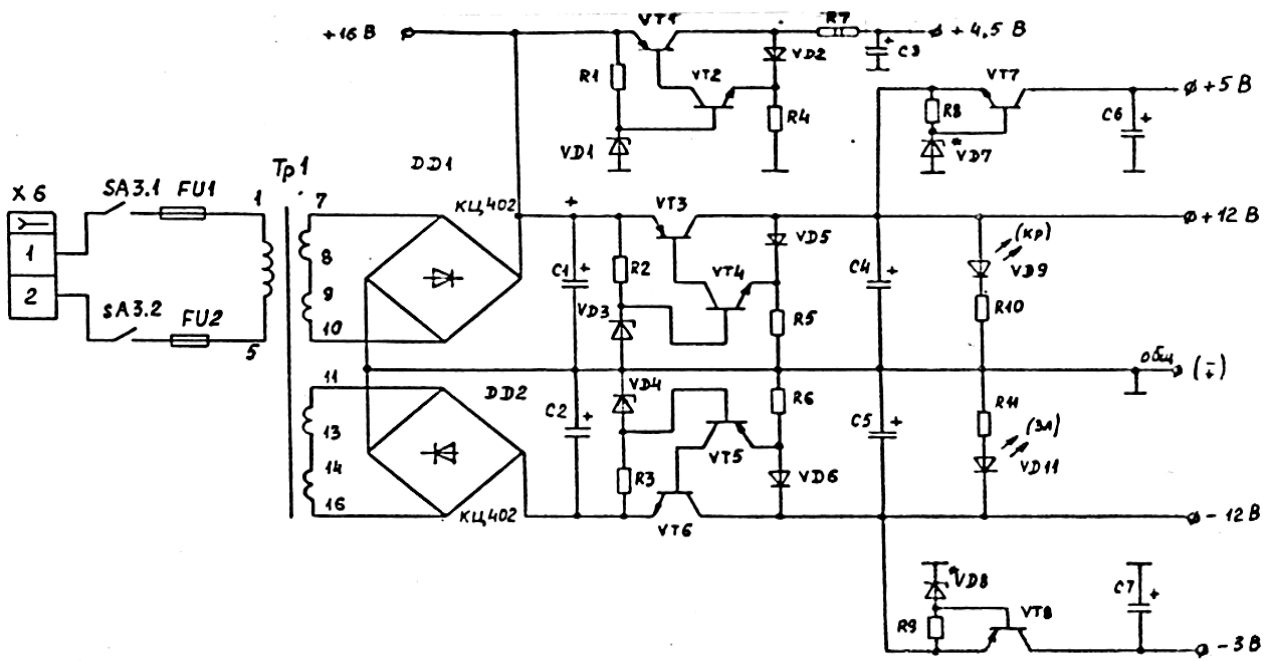 +16 В
VT1
R7
+4,5 В
C3
R1
VT2
VD2
R4
VD1
VT7
+5 В
R8
*VD7
C6
X6
SA3.1
FU1
1
Тр1
7
DD1
КЦ402
+
VT3
+12 В
1
8
C1
+
R2
VT4
VD5
C4
+
(кр)
VD9
2
9
SA3.2
FU2
VD3
R5
R10
5
10
общ
(∓)
11
DD2
VD4
R6
13
C2
+
C5
+
R11
(зл)
14
R3
VT5
VD6
VD11
16
КЦ402
VT6
-12 В
*VD8
C7
+
R9
VT8
-3 В